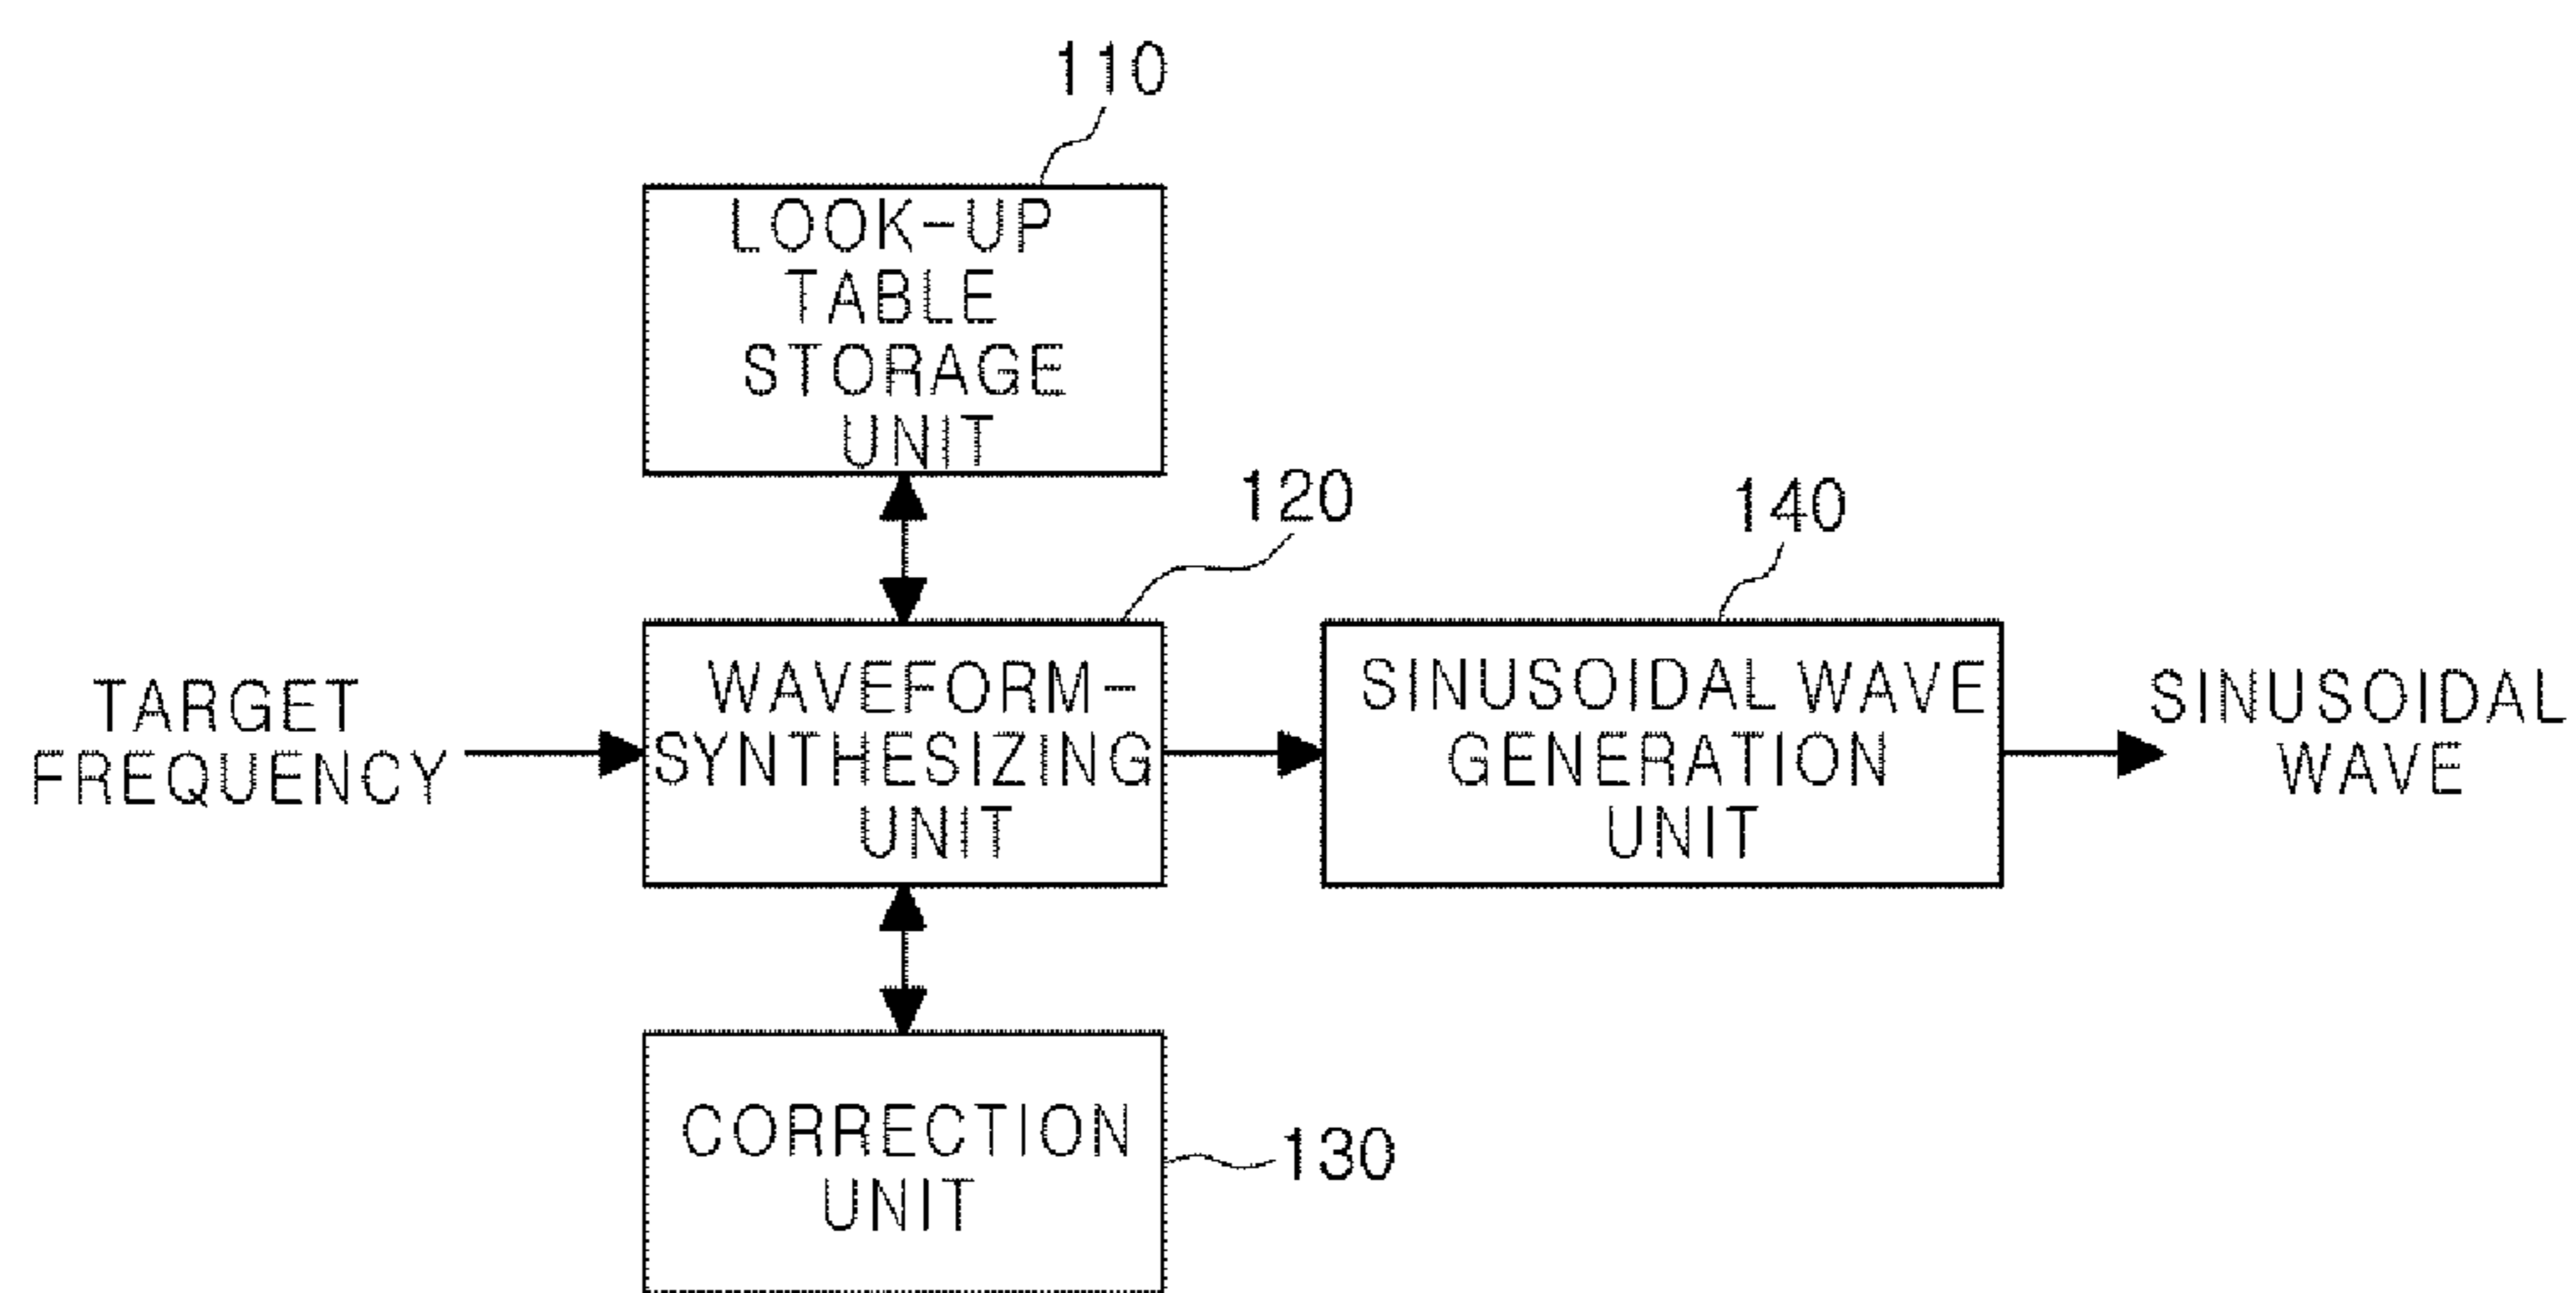 110
LOOK-UP
TABLE
STORAGE
UNIT
120
140
TARGET
FREQUENCY
WAVEFORM-
SYNTHESIZING
UNIT
SINUSOIDAL WAVE
GENERATION
UNIT
SINUSOIDAL
WAVE
CORRECTION
UNIT
130